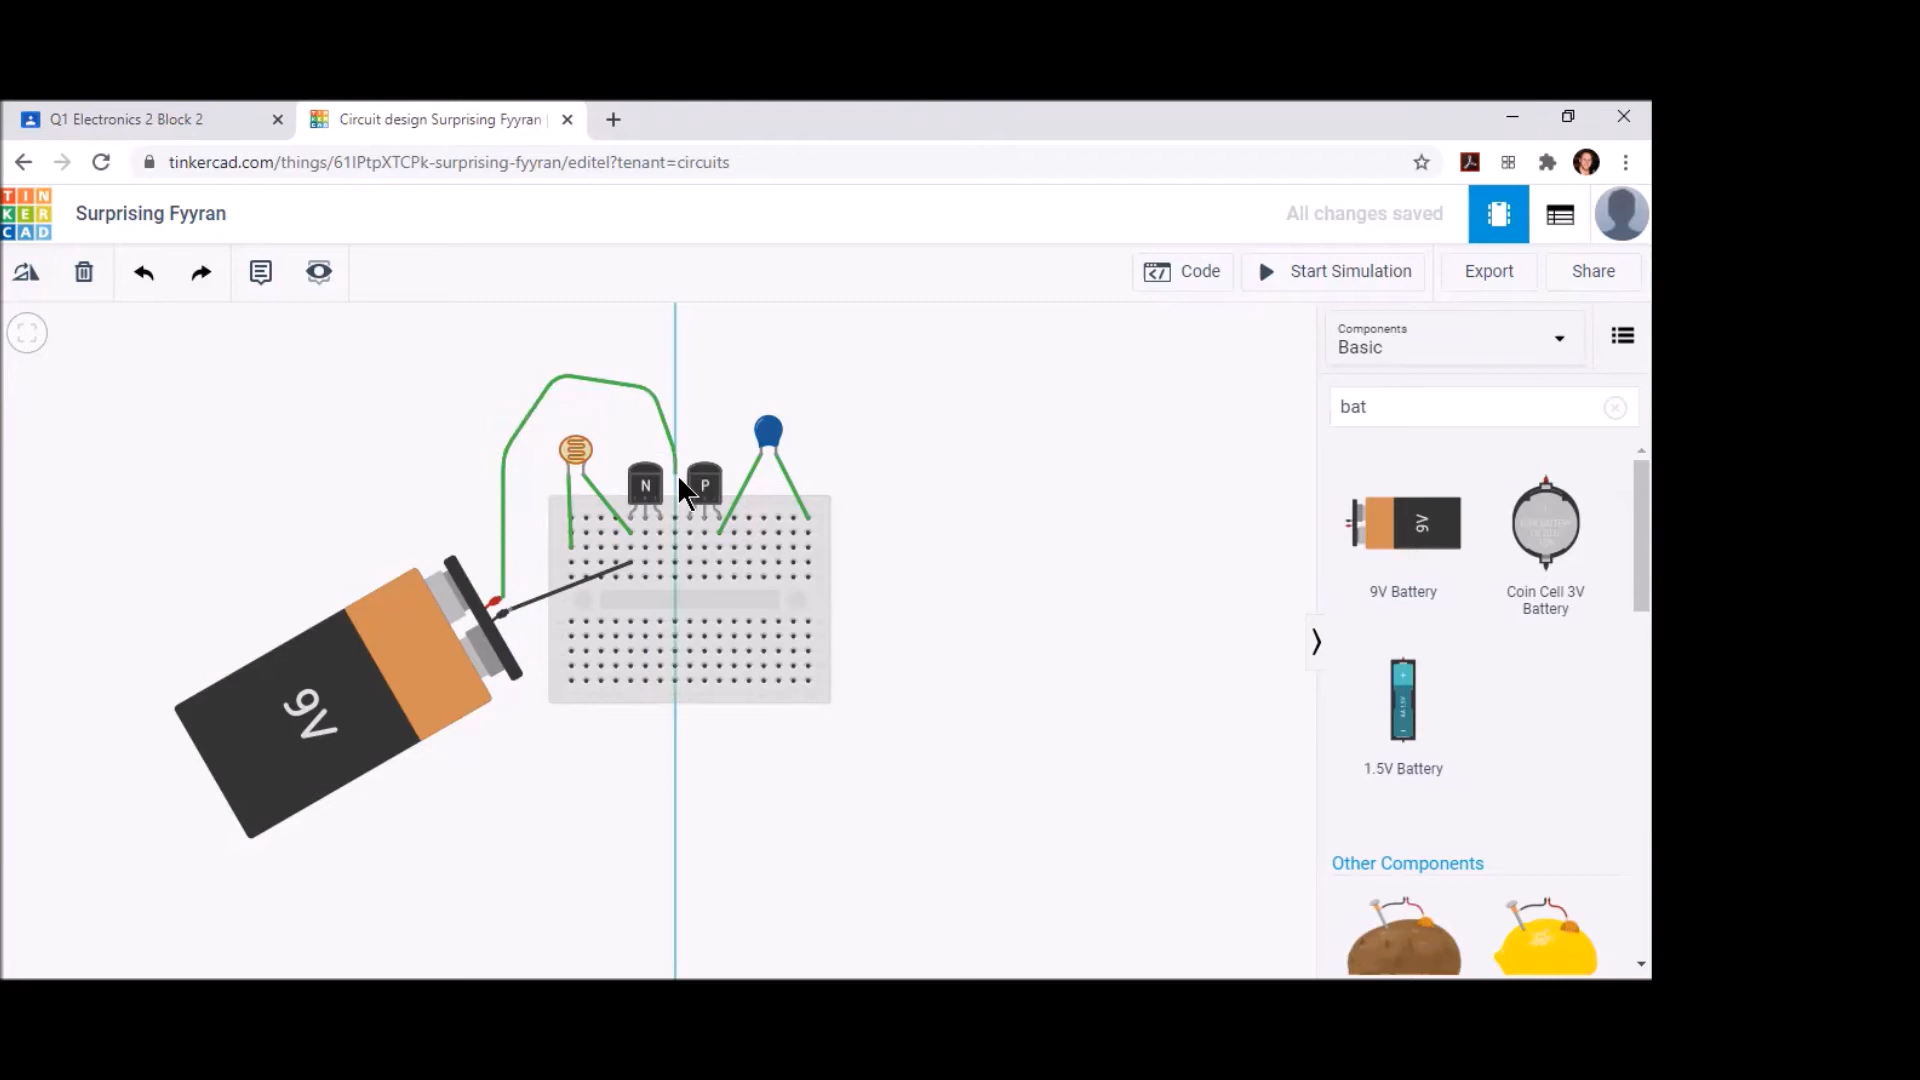 Q1 Electronics 2 Block 2
Circuit design Surprising Fyyran
tinkercad.com/things/61IPtpXTCPk-surprising-fyyran/editel?tenant=circuits
TIN
KER
CAD
Surprising Fyyran
All changes saved
Code
Start Simulation
Export
Share
Components
Basic
bat
N
P
9V
9V
9V Battery
Coin Cell 3V
Battery
1.5V Battery
Other Components